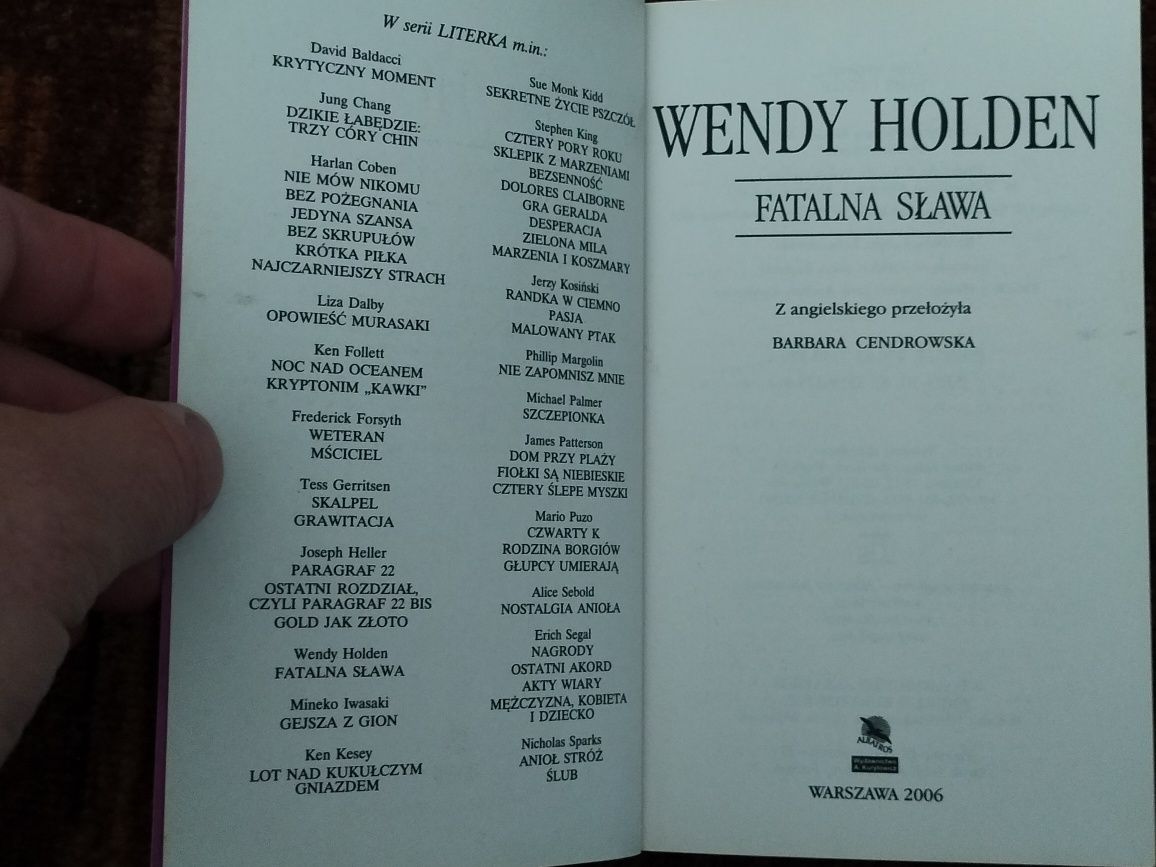 W serii LITERKA m.in.:
David Baldacci
KRYTYCZNY MOMENT
Jung Chang
DZIKIE ŁABĘDZIE:
TRZY CÓRY CHIN
Harlan Coben
NIE MÓW NIKOMU
BEZ POŻEGNANIA
JEDYNA SZANSA
BEZ SKRUPUŁÓW
KRÓTKA PIŁKA
NAJCZARNIEJSZY STRACH
Liza Dalby
OPOWIEŚĆ MURASAKI
Ken Follett
NOC NAD OCEANEM
KRYPTONIM „KAWKI”
Frederick Forsyth
WETERAN
MŚCICIEL
Tess Gerritsen
SKALPEL
GRAWITACJA
Joseph Heller
PARAGRAF 22
OSTATNI ROZDZIAŁ,
CZYLI PARAGRAF 22 BIS
GOLD JAK ZŁOTO
Wendy Holden
FATALNA SŁAWA
Mineko Iwasaki
GEJSZA Z GION
Ken Kesey
LOT NAD KUKUŁCZYM
GNIAZDEM
Sue Monk Kidd
SEKRETNE ŻYCIE PSZCZÓŁ
Stephen King
CZTERY PORY ROKU
SKLEPIK Z MARZENIAMI
BEZSENNOŚĆ
DOLORES CLAIBORNE
GRA GERALDA
DESPERACJA
ZIELONA MILA
MARZENIA I KOSZMARY
Jerzy Kosiński
RANDKA W CIEMNO
PASJA
MALOWANY PTAK
Phillip Margolin
NIE ZAPOMNISZ MNIE
Michael Palmer
SZCZEPIONKA
James Patterson
DOM PRZY PLAŻY
FIOŁKI SĄ NIEBIESKIE
CZTERY ŚLEPE MYSZKI
Mario Puzo
CZWARTY K
RODZINA BORGIÓW
GŁUPCY UMIERAJĄ
Alice Sebold
NOSTALGIA ANIOŁA
Erich Segal
NAGRODY
OSTATNI AKORD
AKTY WIARY
MĘŻCZYZNA, KOBIETA
I DZIECKO
Nicholas Sparks
ANIOŁ STRÓŻ
ŚLUB
WENDY HOLDEN
FATALNA SŁAWA
Z angielskiego przełożyła
BARBARA CENDROWSKA
ALBATROS
Wydawnictwo
A. Kuryłowicz
WARSZAWA 2006